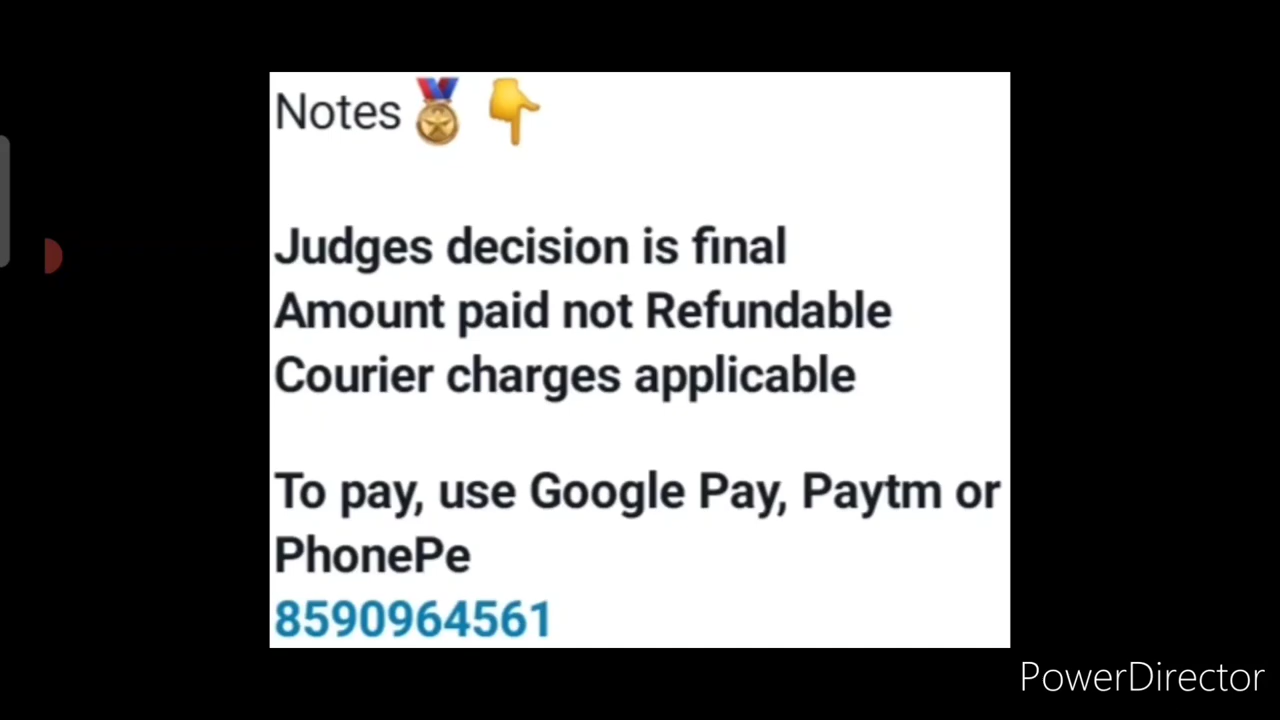 Notes🏅 👇
Judges decision is final
Amount paid not Refundable
Courier charges applicable
To pay, use Google Pay, Paytm or
PhonePe
8590964561
PowerDirector